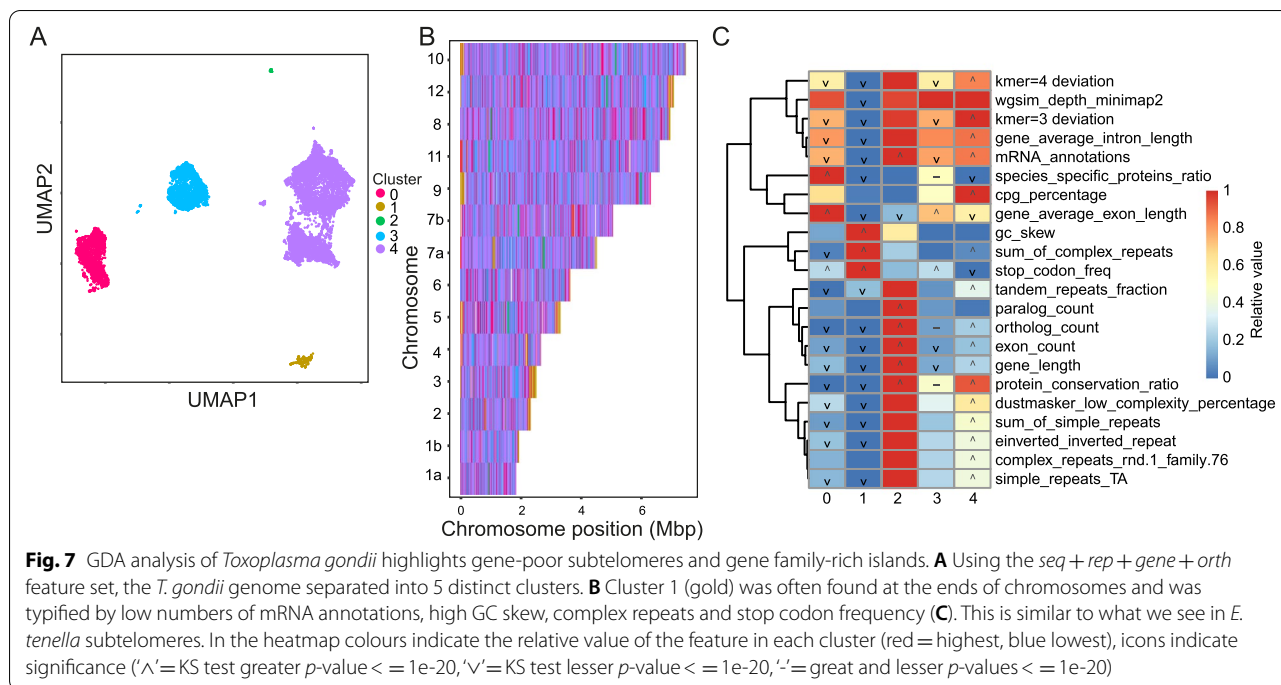 A
UMAP2
UMAP1
Cluster
0
1
2
3
4
B
Chromosome
10
12
8
11
9
7b
7a
6
5
4
3
2
1b
1a
0 2 4 6
Chromosome position (Mbp)
C
kmer=4 deviation
wgsim_depth_minimap2
kmer=3 deviation
gene_average_intron_length
mRNA_annotations
species_specific_proteins_ratio
cpg_percentage
gene_average_exon_length
gc_skew
sum_of_complex_repeats
stop_codon_freq
tandem_repeats_fraction
paralog_count
ortholog_count
exon_count
gene_length
protein_conservation_ratio
dustmasker_low_complexity_percentage
sum_of_simple_repeats
einverted_inverted_repeat
complex_repeats_rnd.1_family.76
simple_repeats_TA
0 1 2 3 4
1
0.8
0.6
0.4
0.2
0
Relative value
Fig. 7 GDA analysis of Toxoplasma gondii highlights gene-poor subtelomeres and gene family-rich islands. A Using the seq + rep + gene + orth
feature set, the T. gondii genome separated into 5 distinct clusters. B Cluster 1 (gold) was often found at the ends of chromosomes and was
typified by low numbers of mRNA annotations, high GC skew, complex repeats and stop codon frequency (C). This is similar to what we see in E.
tenella subtelomeres. In the heatmap colours indicate the relative value of the feature in each cluster (red = highest, blue lowest), icons indicate
significance (‘∧’ = KS test greater p-value < = 1e-20, ‘∨’ = KS test lesser p-value < = 1e-20, ‘-’ = great and lesser p-values < = 1e-20)